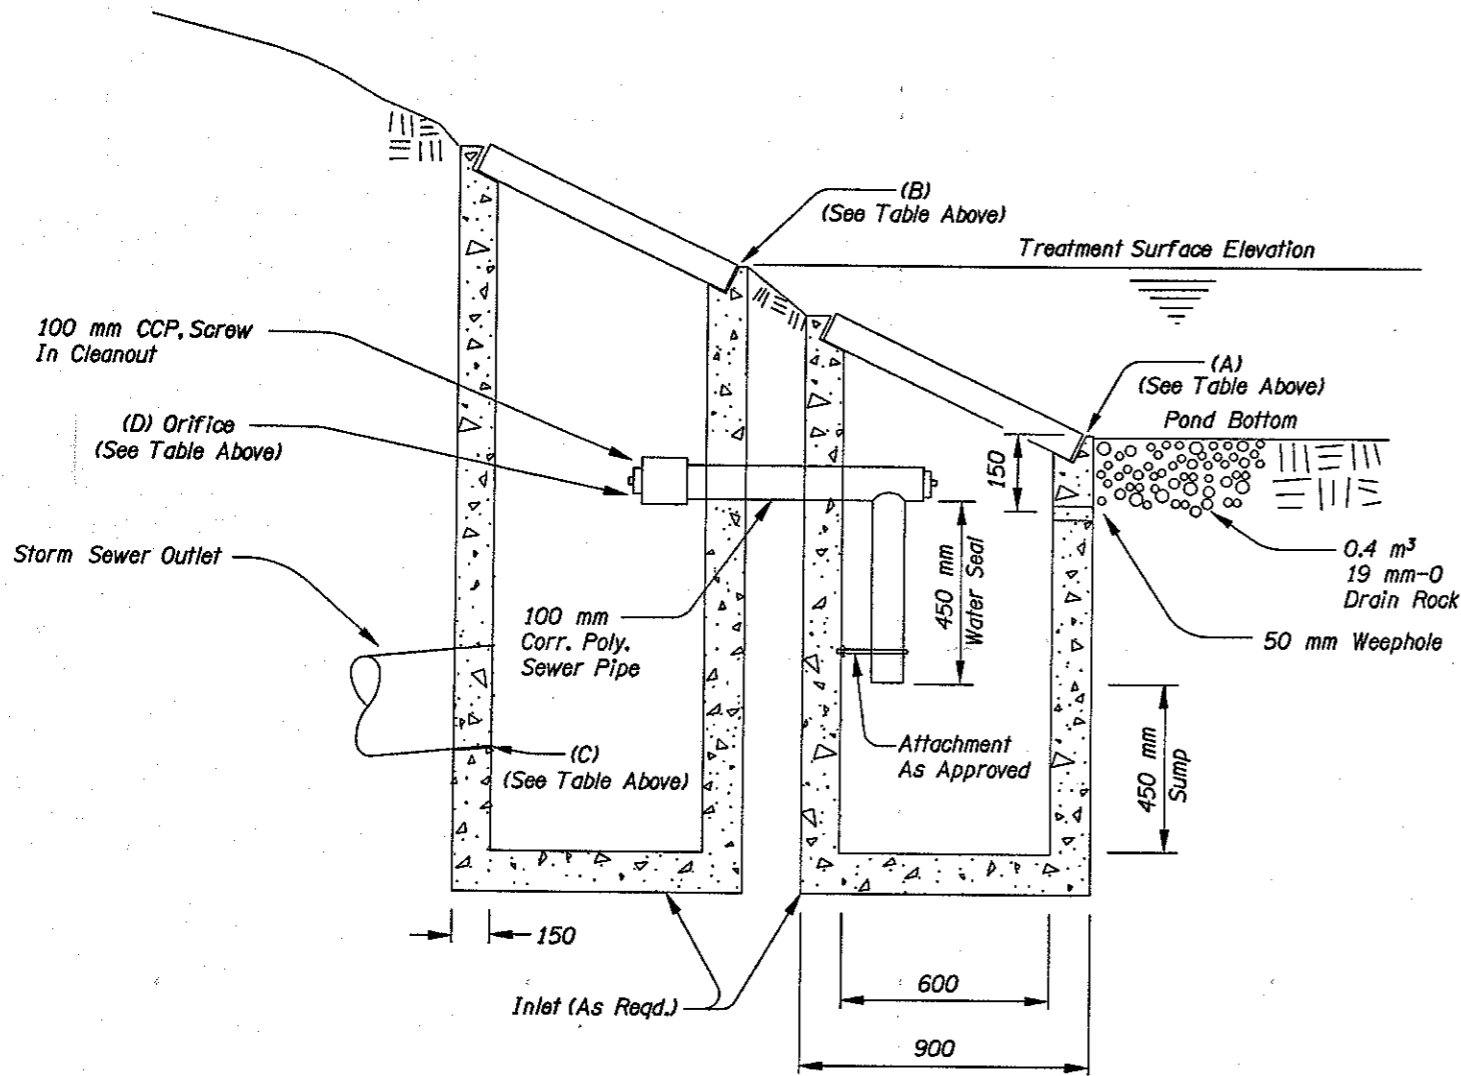 (B)
(See Table Above)
Treatment Surface Elevation
100 mm CCP, Screw
In Cleanout
(A)
(See Table Above)
(D) Orifice
(See Table Above)
Pond Bottom
150
Storm Sewer Outlet
450 mm
Water Seal
0.4 m³
19 mm-0
Drain Rock
100 mm
Corr. Poly.
Sewer Pipe
50 mm Weephole
(C)
(See Table Above)
Attachment
As Approved
450 mm
Sump
150
Inlet (As Reqd.)
600
900